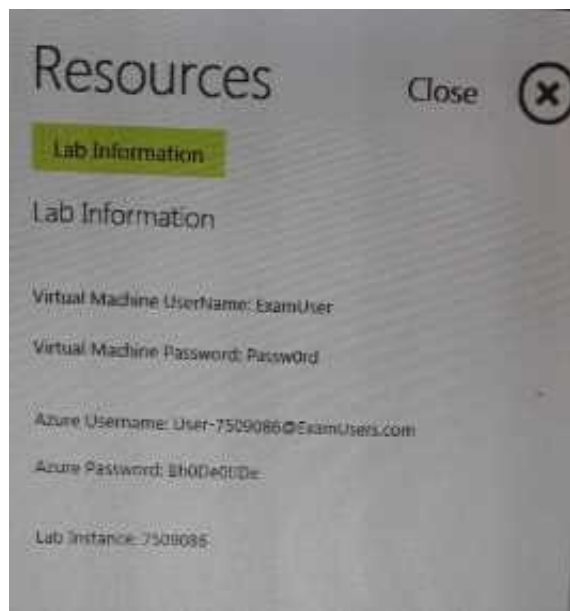 Resources
Close
Lab Information
Lab Information
Virtual Machine UserName: ExamUser
Virtual Machine Password: Passw0rd
Azure Username: User-7509086@ExamUsers.com
Azure Password:
Lab Instance: 7509086